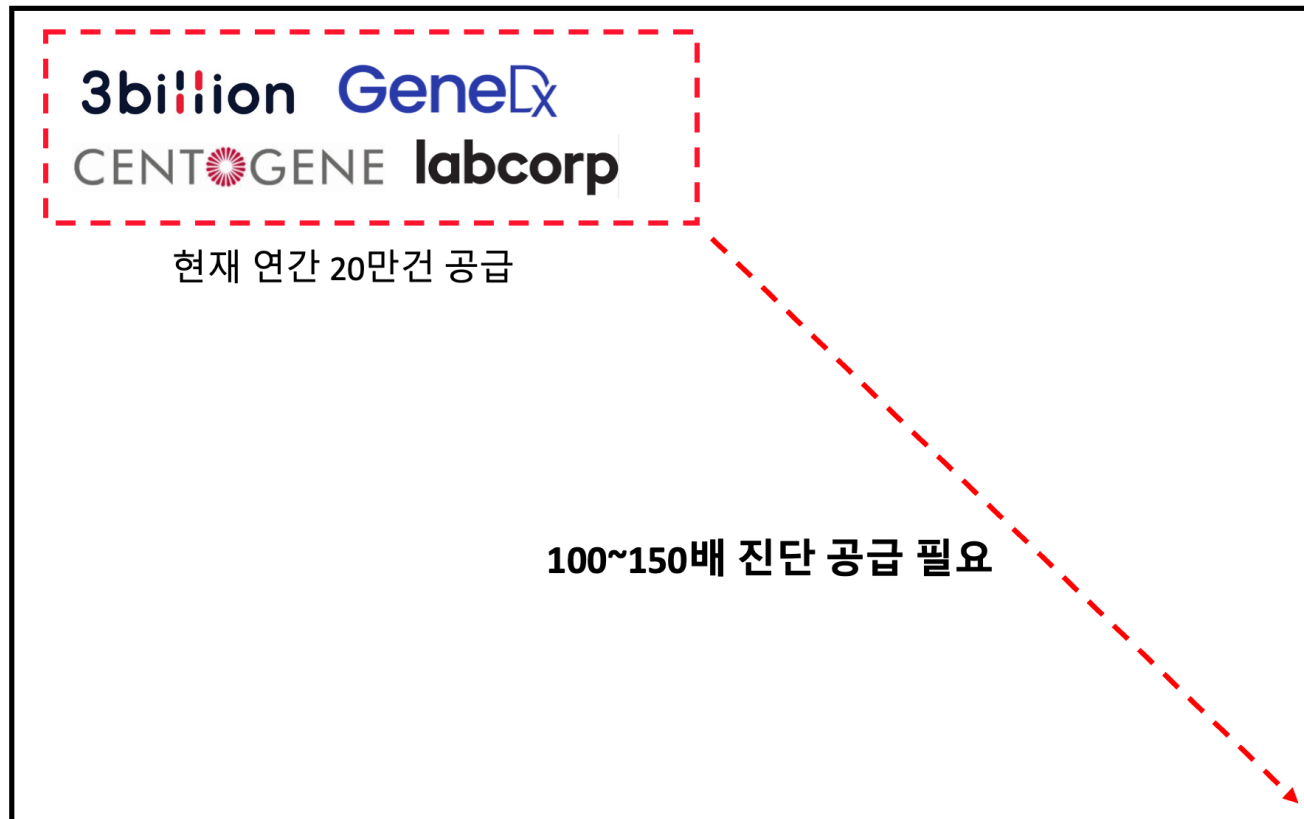 3billion GeneDx
CENTOGENE labcorp
현재 연간 20만건 공급
100~150배 진단 공급 필요